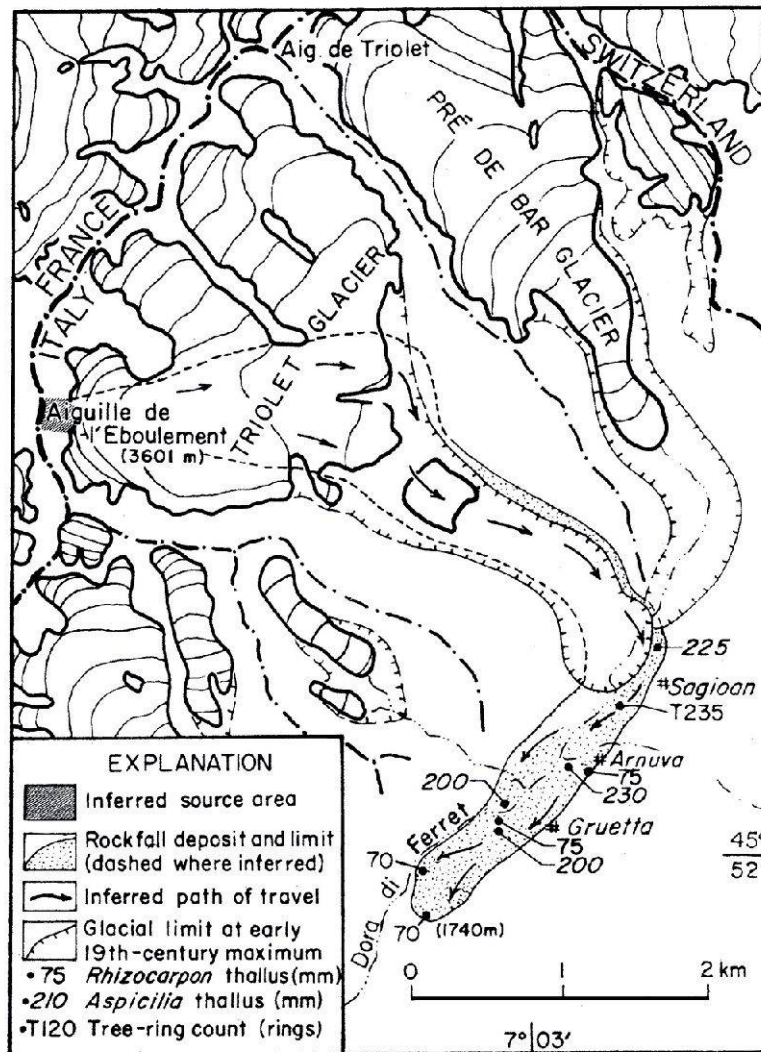 Aig. de Triolet
SWITZERLAND
PRÉ DE BAR GLACIER
FRANCE
ITALY
TRIOLET GLACIER
Aiguille de
l'Eboulement
(3601 m)
225
#Sagioan
T235
#Arnuva
75
230
200
# Gruetta
75
200
Dora di Ferret
70
70 (1740m)
45°
52'
EXPLANATION
Inferred source area
Rockfall deposit and limit
(dashed where inferred)
Inferred path of travel
Glacial limit at early
19th-century maximum
• 75 Rhizocarpon thallus (mm)
•210 Aspicilia thallus (mm)
•T120 Tree-ring count (rings)
0 1 2 km
7° 03'